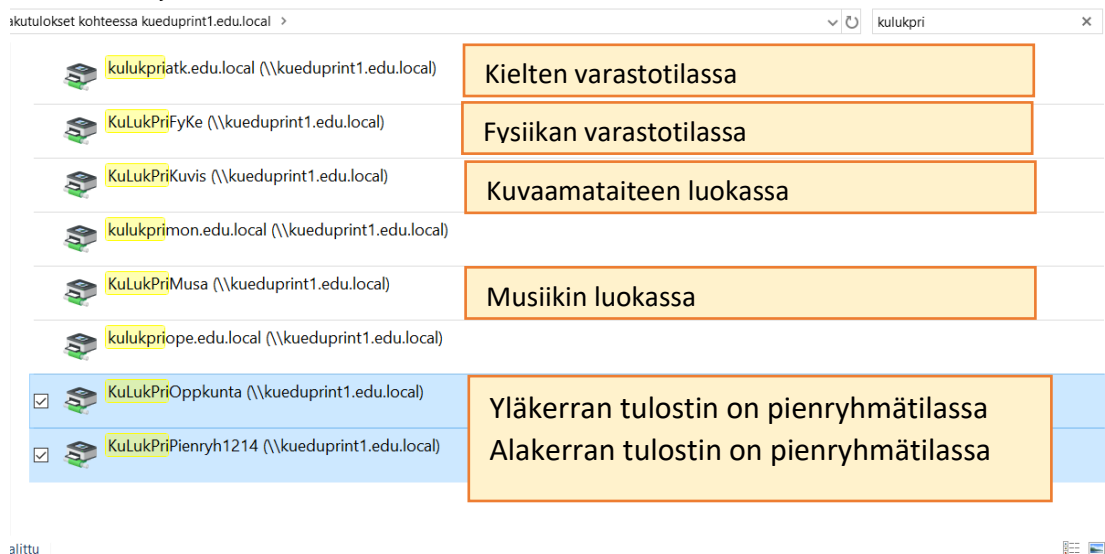 akutulokset kohteessa kueduprint1.edu.local >
kulukpri
kulukpriatk.edu.local (\\kueduprint1.edu.local)
Kielten varastotilassa
KuLukPriFyKe (\\kueduprint1.edu.local)
Fysiikan varastotilassa
KuLukPriKuvis (\\kueduprint1.edu.local)
Kuvaamataiteen luokassa
kulukprimon.edu.local (\\kueduprint1.edu.local)
KuLukPriMusa (\\kueduprint1.edu.local)
Musiikin luokassa
kulukpriope.edu.local (\\kueduprint1.edu.local)
KuLukPriOppkunta (\\kueduprint1.edu.local)
Yläkerran tulostin on pienryhmätilassa
KuLukPriPienryh1214 (\\kueduprint1.edu.local)
Alakerran tulostin on pienryhmätilassa
alittu